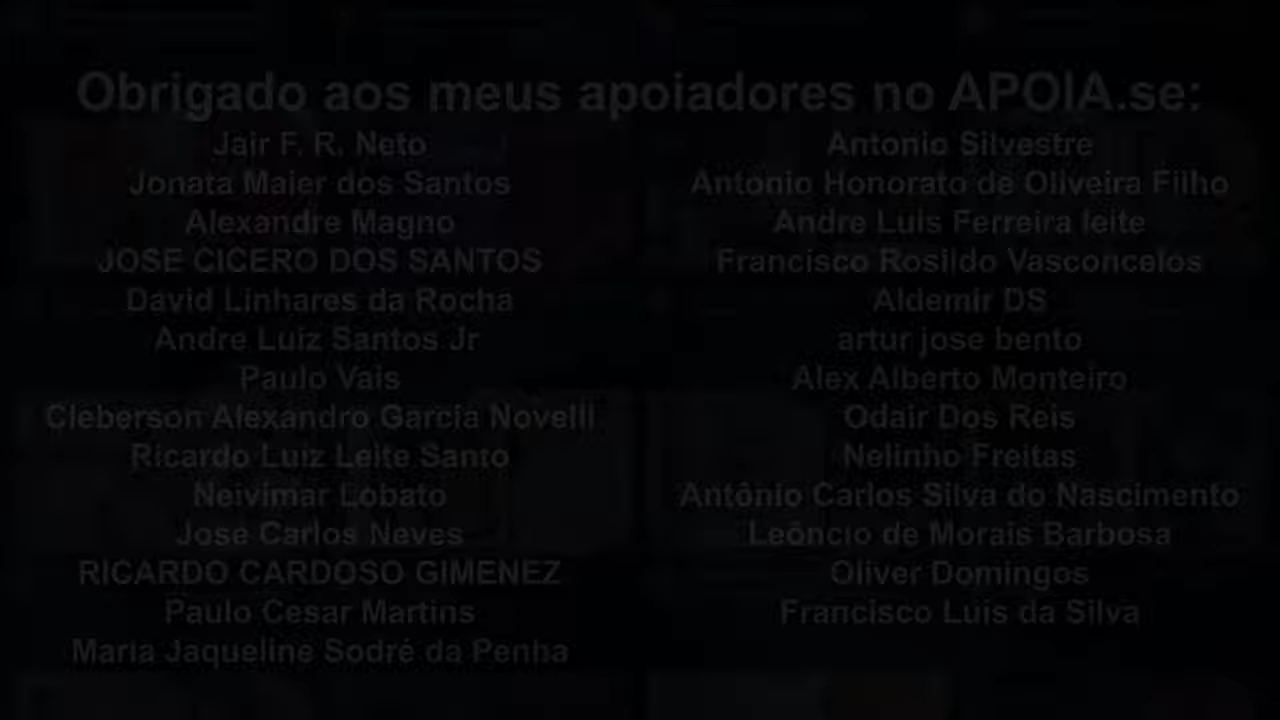 Obrigado aos meus apoiadores no APOIA.se:
Jair F. R. Neto
Jonata Maier dos Santos
Alexandre Magno
JOSE CICERO DOS SANTOS
David Linhares da Rocha
Andre Luiz Santos Jr
Paulo Vais
Cleberson Alexandro Garcia Novelli
Ricardo Luiz Leite Santo
Neivimar Lobato
Jose Carlos Neves
RICARDO CARDOSO GIMENEZ
Paulo Cesar Martins
Maria Jaqueline Sodré da Penha
Antonio Silvestre
Antonio Honorato de Oliveira Filho
Andre Luis Ferreira leite
Francisco Rosildo Vasconcelos
Aldemir DS
artur jose bento
Alex Alberto Monteiro
Odair Dos Reis
Nelinho Freitas
Antônio Carlos Silva do Nascimento
Leôncio de Morais Barbosa
Oliver Domingos
Francisco Luis da Silva